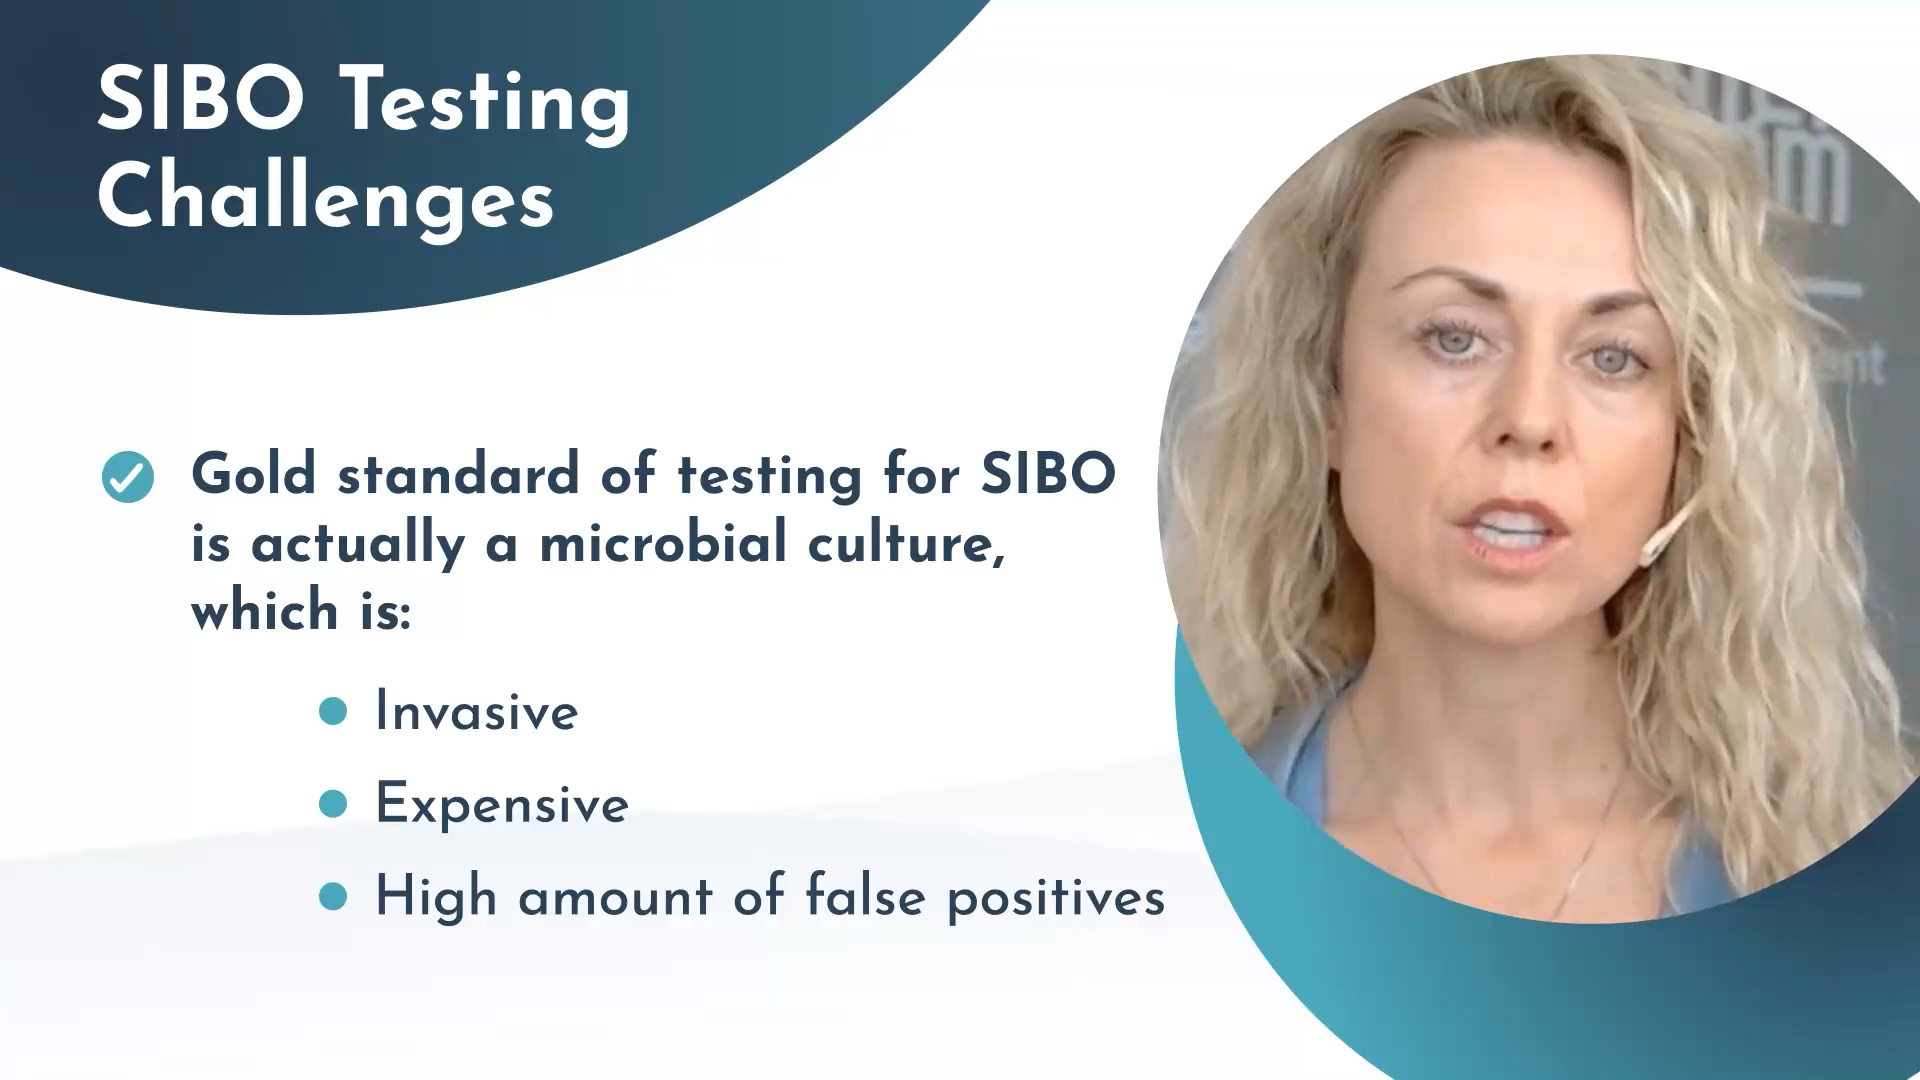 SIBO Testing
Challenges
Gold standard of testing for SIBO
is actually a microbial culture,
which is:
Invasive
Expensive
High amount of false positives